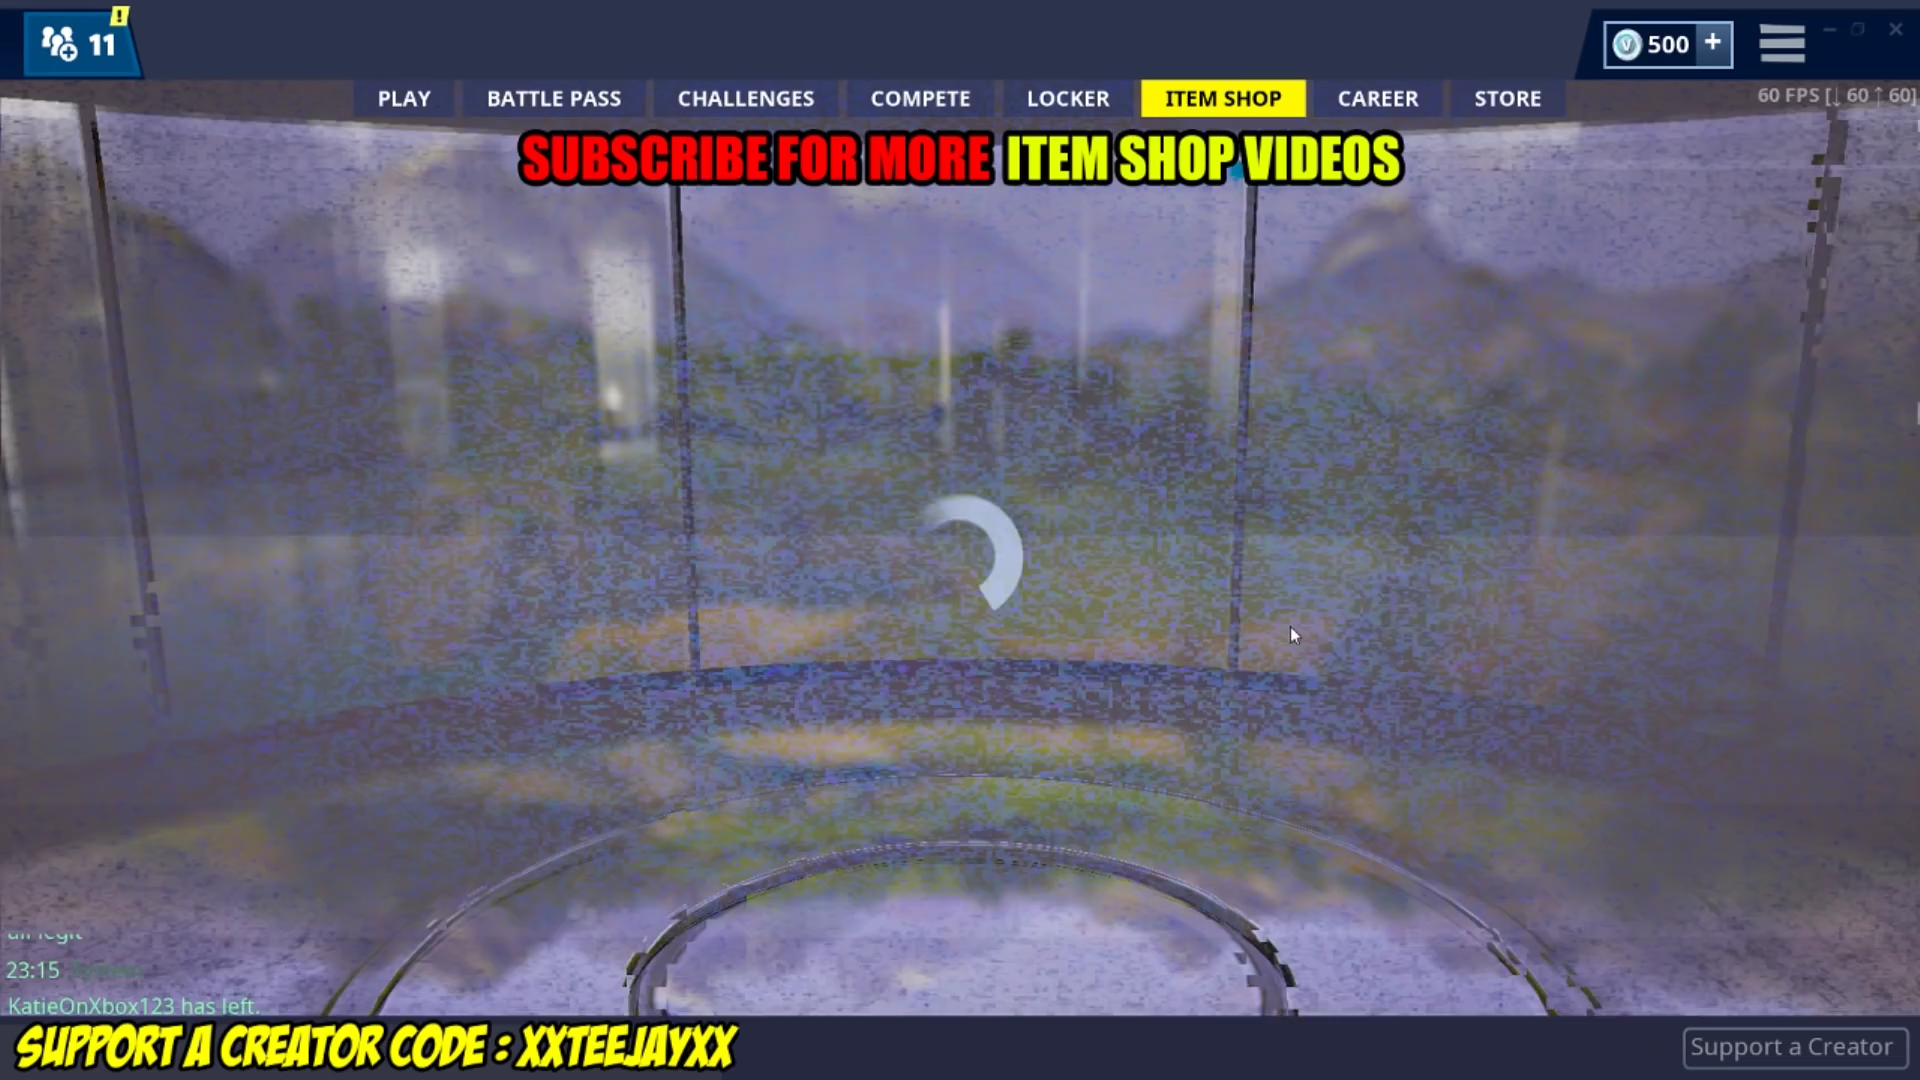 !
11
500 +
PLAY BATTLE PASS CHALLENGES COMPETE LOCKER ITEM SHOP CAREER STORE
60 FPS [↓ 60 ↑ 60]
SUBSCRIBE FOR MORE ITEM SHOP VIDEOS
23:15
KatieOnXbox123 has left.
SUPPORT A CREATOR CODE : XXTEEJAYXX
Support a Creator